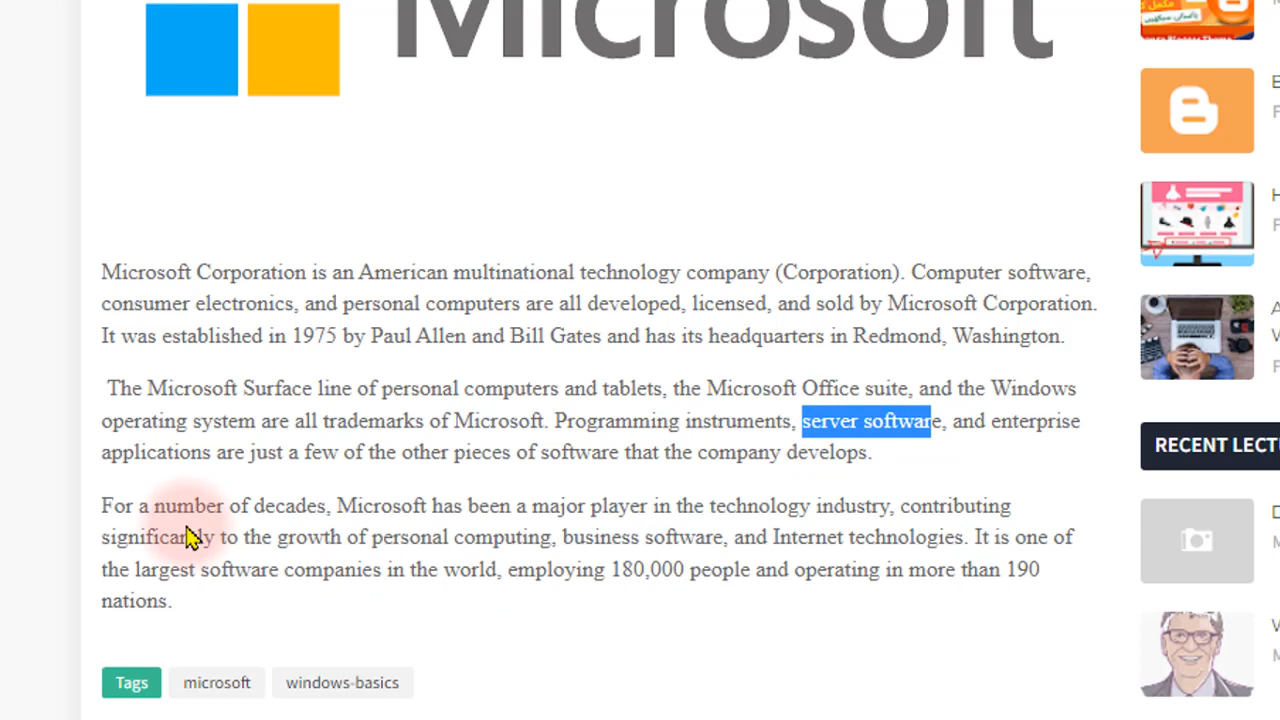 Microsoft
Microsoft Corporation is an American multinational technology company (Corporation). Computer software,
consumer electronics, and personal computers are all developed, licensed, and sold by Microsoft Corporation.
It was established in 1975 by Paul Allen and Bill Gates and has its headquarters in Redmond, Washington.
The Microsoft Surface line of personal computers and tablets, the Microsoft Office suite, and the Windows
operating system are all trademarks of Microsoft. Programming instruments, server software, and enterprise
applications are just a few of the other pieces of software that the company develops.
For a number of decades, Microsoft has been a major player in the technology industry, contributing
significantly to the growth of personal computing, business software, and Internet technologies. It is one of
the largest software companies in the world, employing 180,000 people and operating in more than 190
nations.
Tags microsoft windows-basics
RECENT LECT